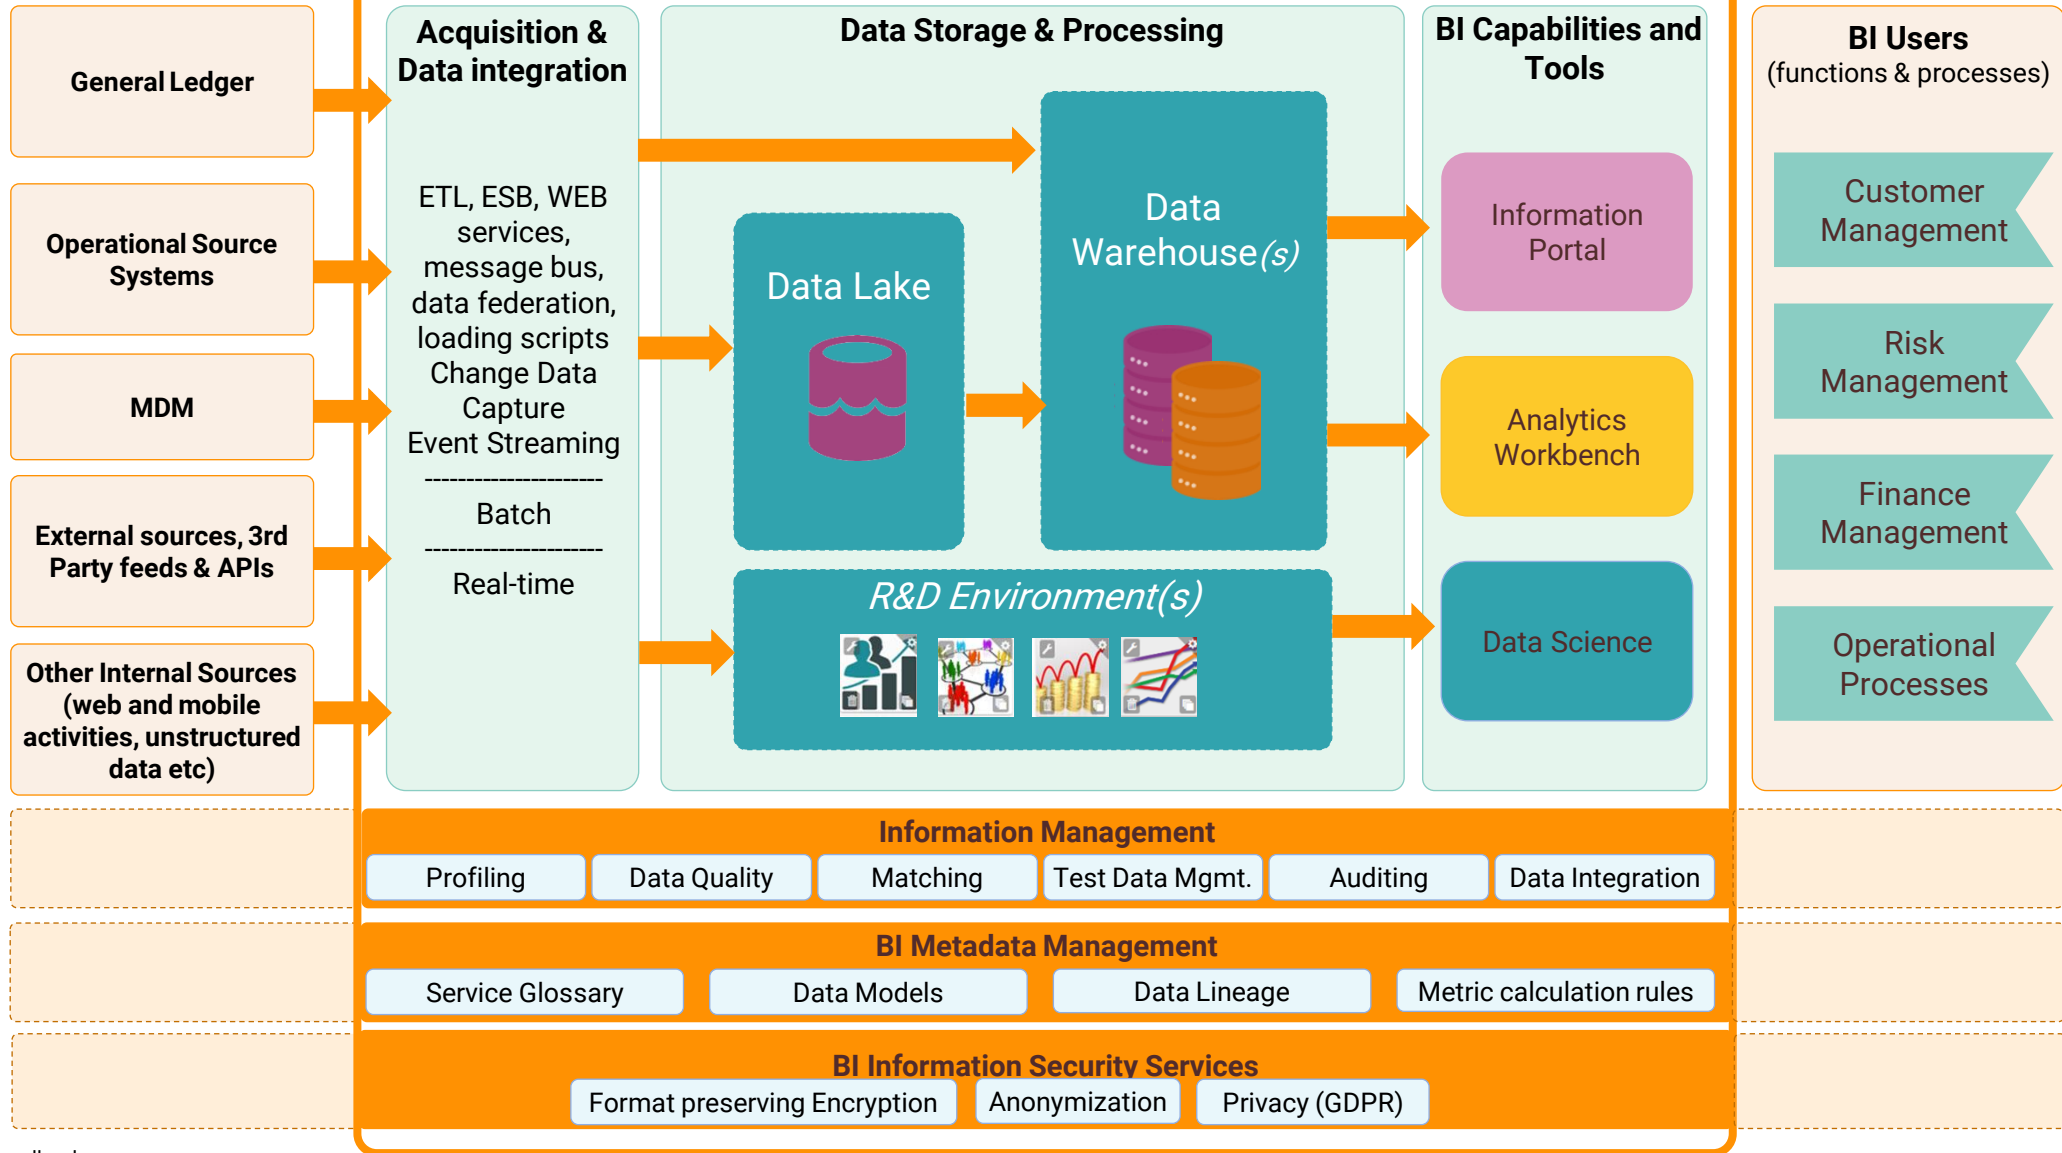 General Ledger
Operational Source
Systems
MDM
External sources, 3rd
Party feeds & APIs
Other Internal Sources
(web and mobile
activities, unstructured
data etc)
Acquisition &
Data integration
ETL, ESB, WEB
services,
message bus,
data federation,
loading scripts
Change Data
Capture
Event Streaming
----------------------
Batch
----------------------
Real-time
Data Storage & Processing
Data Lake
Data
Warehouse(s)
R&D Environment(s)
BI Capabilities and
Tools
Information
Portal
Analytics
Workbench
Data Science
BI Users
(functions & processes)
Customer
Management
Risk
Management
Finance
Management
Operational
Processes
Information Management
Profiling
Data Quality
Matching
Test Data Mgmt.
Auditing
Data Integration
BI Metadata Management
Service Glossary
Data Models
Data Lineage
Metric calculation rules
BI Information Security Services
Format preserving Encryption
Anonymization
Privacy (GDPR)